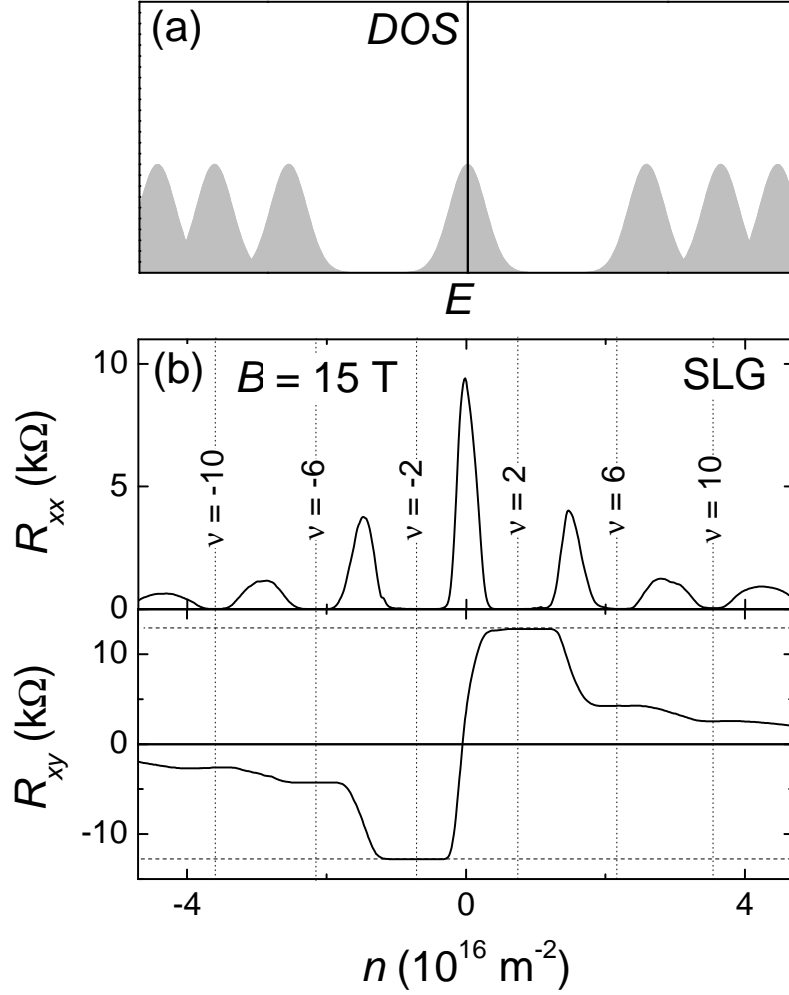 (a)
DOS
E
(b) B = 15 T SLG
10
5
0
R_xx (kΩ)
ν = -10
ν = -6
ν = -2
ν = 2
ν = 6
ν = 10
10
0
-10
R_xy (kΩ)
-4 0 4
n (10^16 m^-2)